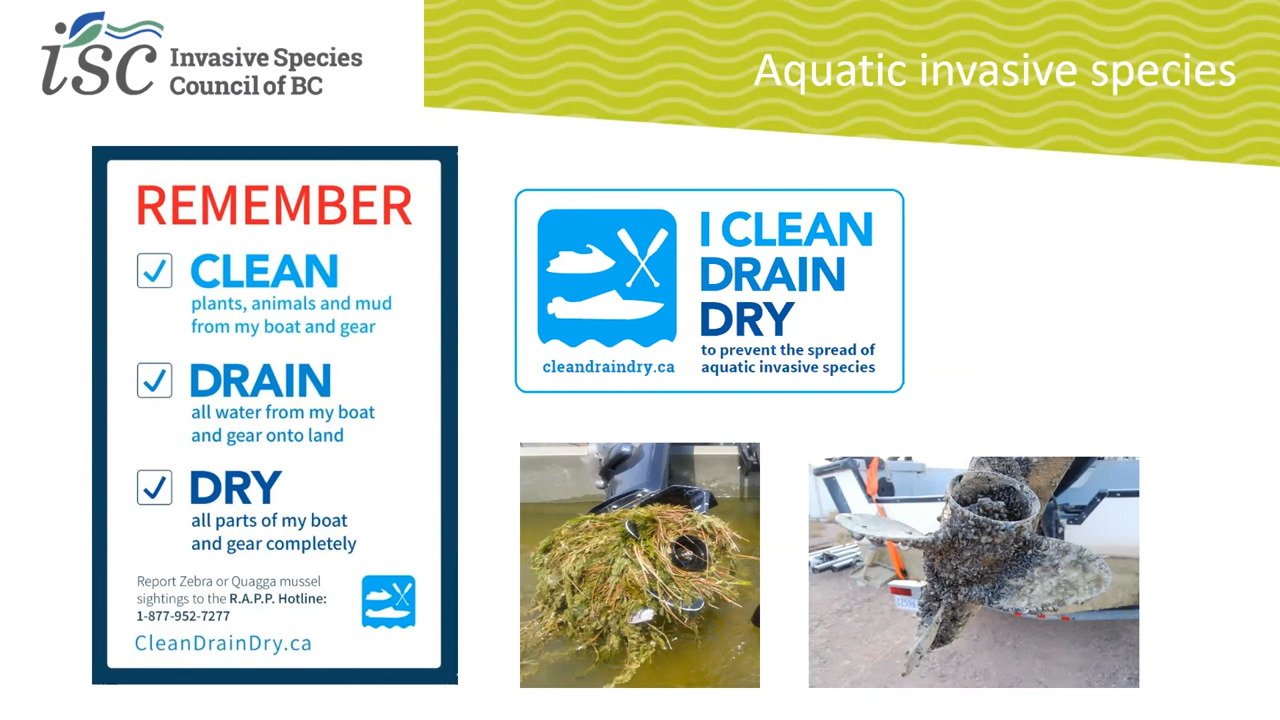 isc
Invasive Species
Council of BC
Aquatic invasive species
REMEMBER
CLEAN
plants, animals and mud
from my boat and gear
DRAIN
all water from my boat
and gear onto land
DRY
all parts of my boat
and gear completely
Report Zebra or Quagga mussel
sightings to the R.A.P.P. Hotline:
1-877-952-7277
CleanDrainDry.ca
I CLEAN
DRAIN
DRY
to prevent the spread of
aquatic invasive species
cleandraindry.ca